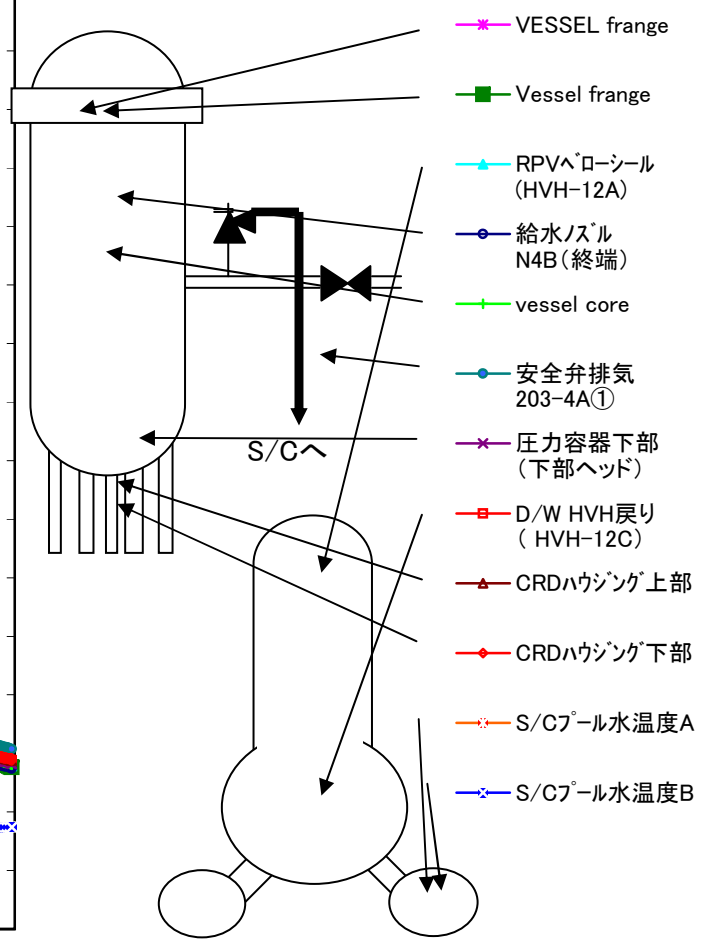 VESSEL frange
Vessel frange
RPVﾍﾞﾛｰｼｰﾙ
(HVH-12A)
給水ﾉｽﾞﾙ
N4B(終端)
vessel core
安全弁排気
203-4A①
圧力容器下部
(下部ヘッド)
D/W HVH戻り
( HVH-12C)
CRDﾊｳｼﾞﾝｸﾞ上部
CRDﾊｳｼﾞﾝｸﾞ下部
S/Cﾌﾟｰﾙ水温度A
S/Cﾌﾟｰﾙ水温度B
S/Cへ